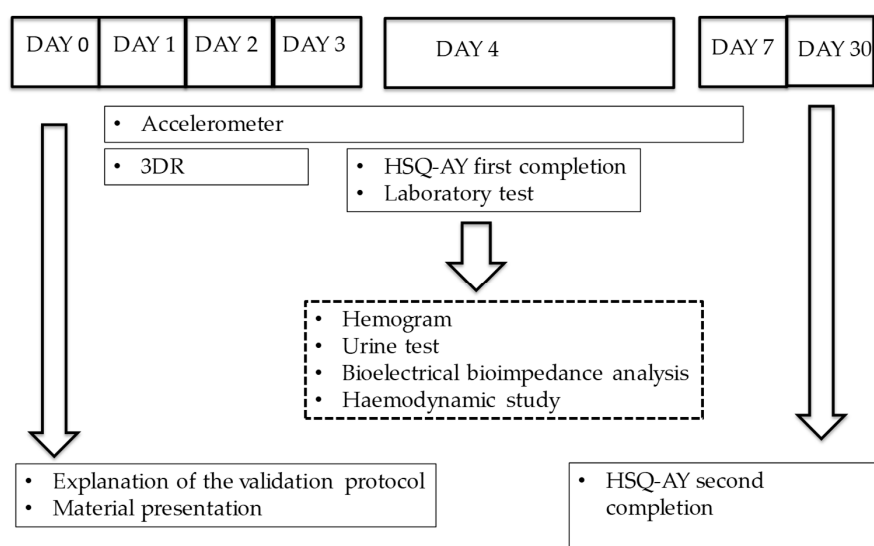 DAY 0 DAY 1 DAY 2 DAY 3 DAY 4 DAY 7 DAY 30
• Accelerometer
• 3DR
• HSQ-AY first completion
• Laboratory test
• Hemogram
• Urine test
• Bioelectrical bioimpedance analysis
• Haemodynamic study
• Explanation of the validation protocol
• Material presentation
• HSQ-AY second
completion